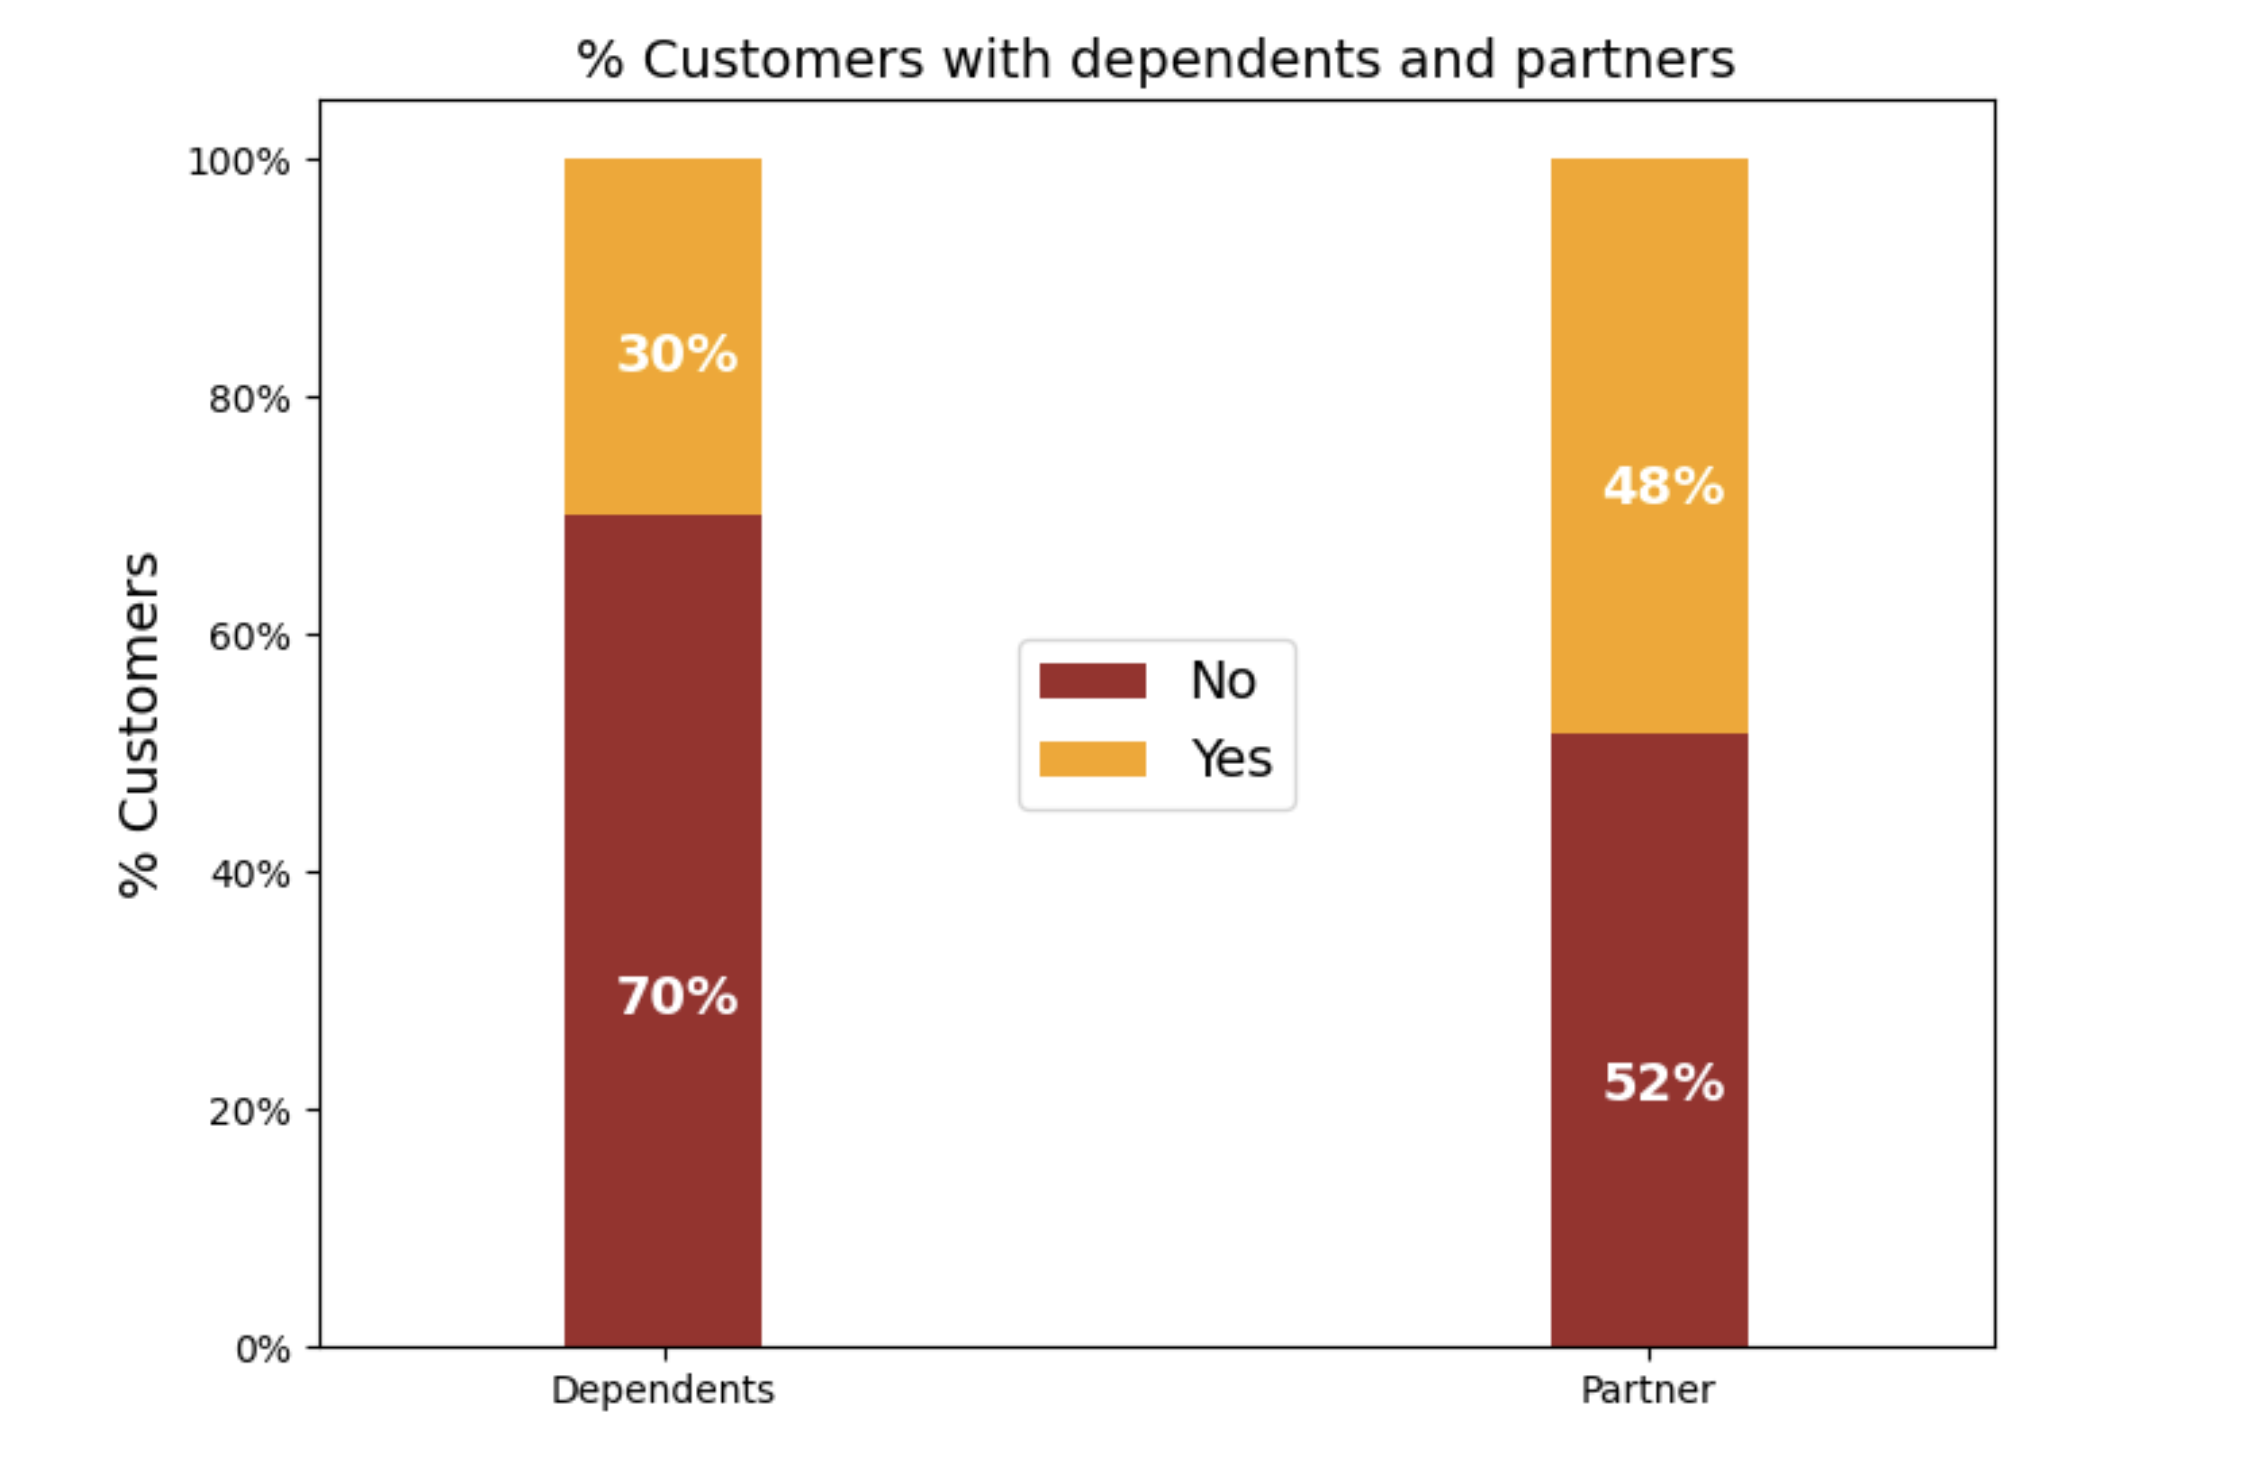 % Customers with dependents and partners
% Customers
100%
80%
60%
40%
20%
0%
30%
70%
48%
52%
No
Yes
Dependents
Partner